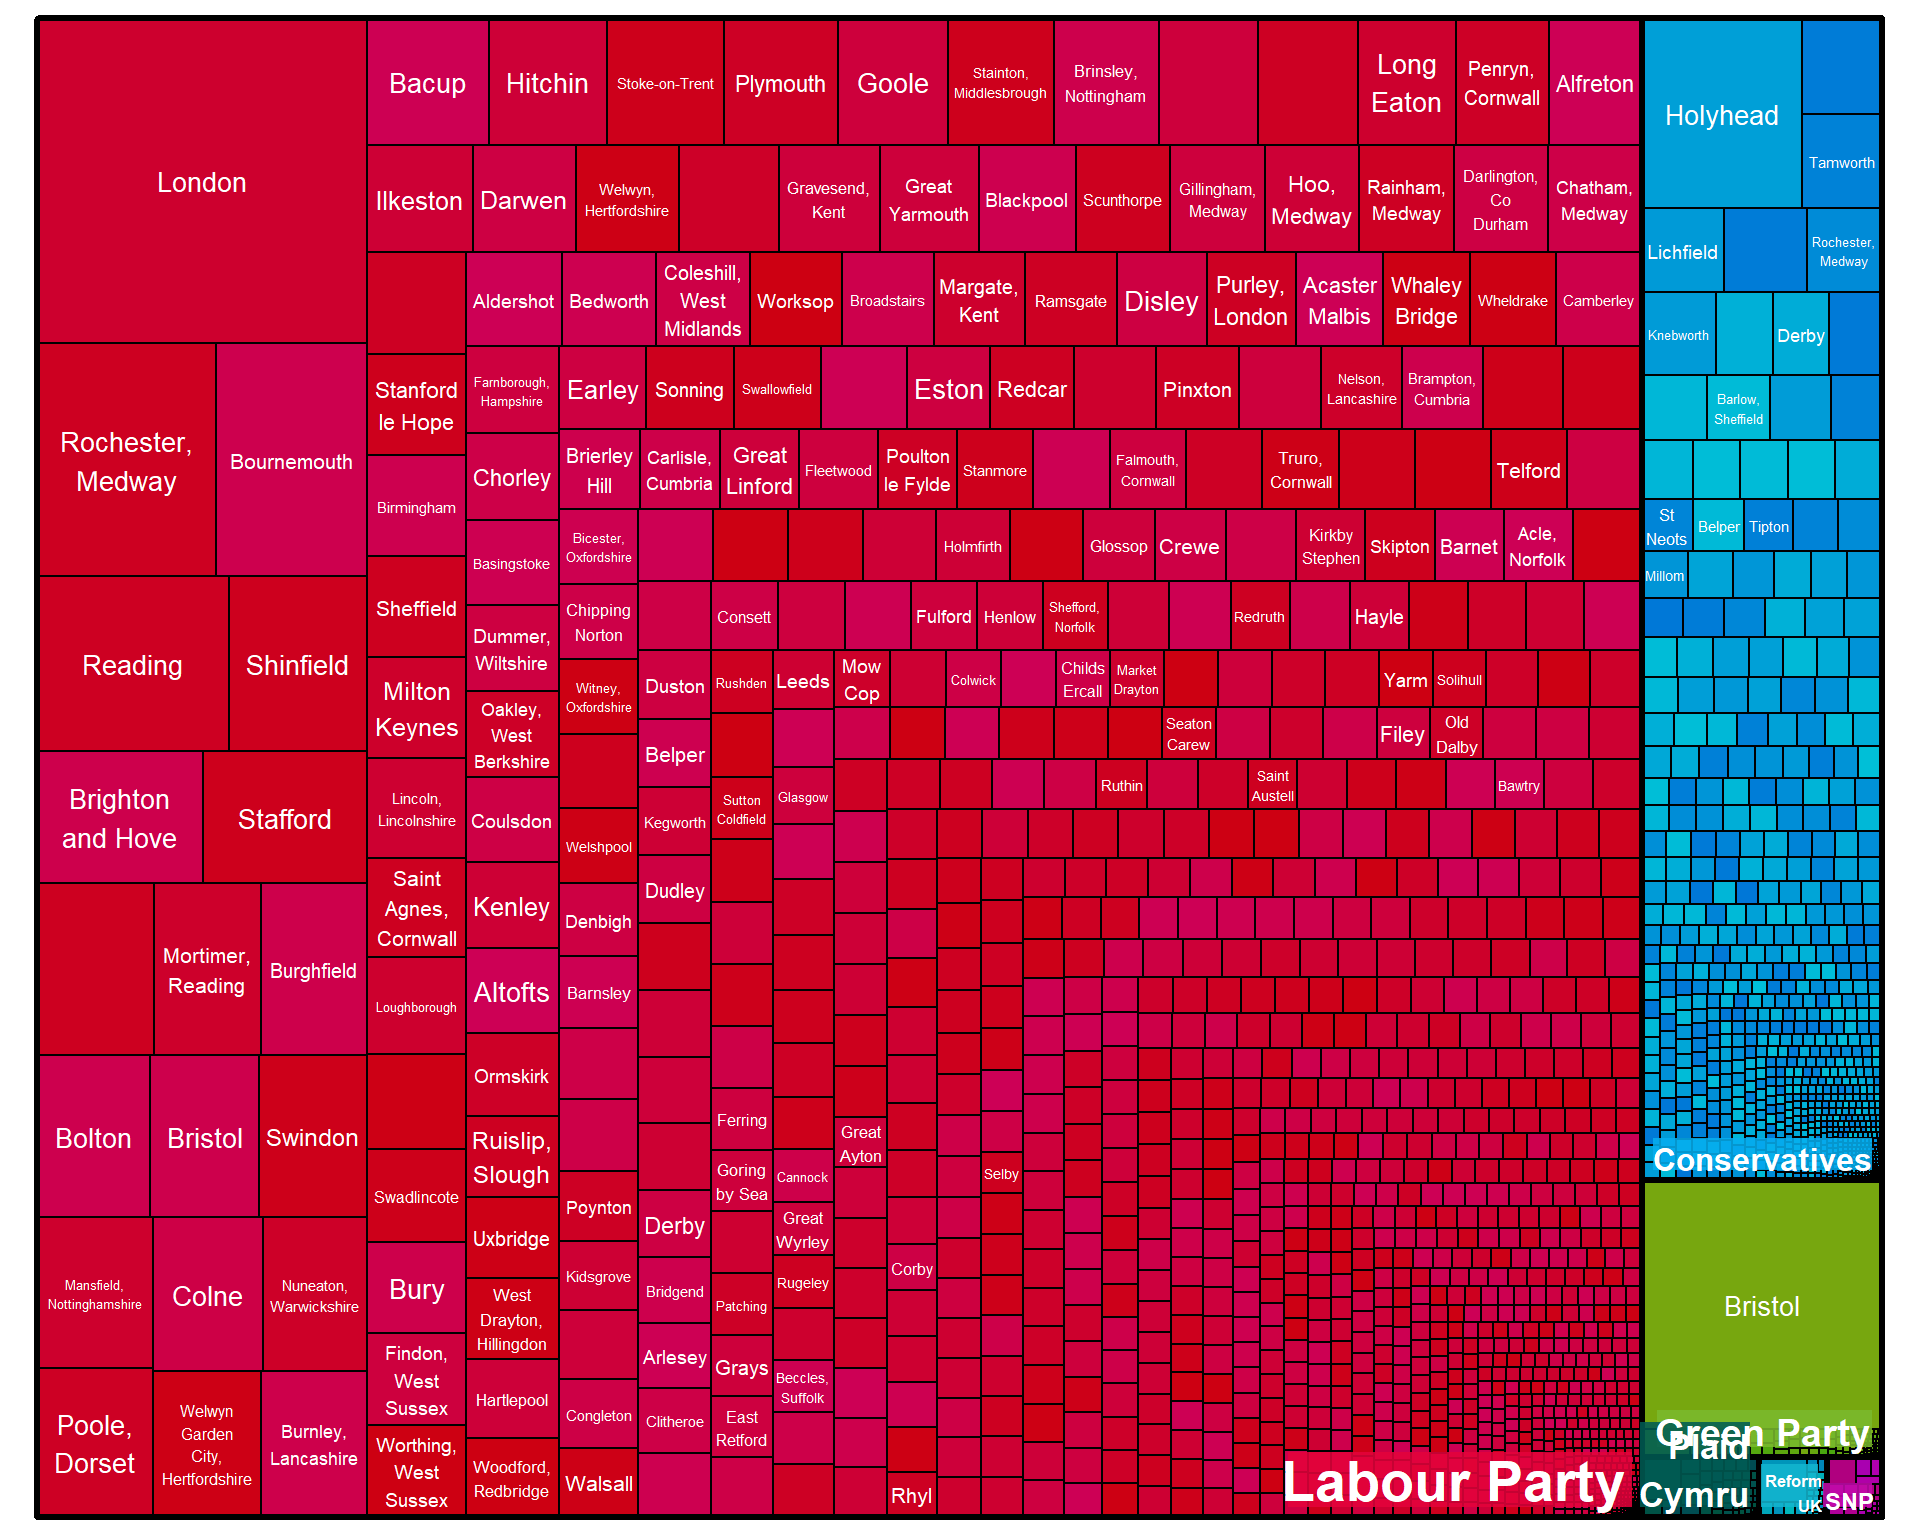 London
Rochester,
Medway
Bournemouth
Reading
Shinfield
Brighton
and Hove
Stafford
Mortimer,
Reading
Burghfield
Bolton
Bristol
Swindon
Mansfield,
Nottinghamshire
Colne
Nuneaton,
Warwickshire
Poole,
Dorset
Welwyn
Garden
City,
Hertfordshire
Burnley,
Lancashire
Bacup
Hitchin
Stoke-on-Trent
Plymouth
Goole
Stainton,
Middlesbrough
Brinsley,
Nottingham
Long
Eaton
Penryn,
Cornwall
Alfreton
Ilkeston
Darwen
Welwyn,
Hertfordshire
Gravesend,
Kent
Great
Yarmouth
Blackpool
Scunthorpe
Gillingham,
Medway
Hoo,
Medway
Rainham,
Medway
Darlington,
Co
Durham
Chatham,
Medway
Aldershot
Bedworth
Coleshill,
West
Midlands
Worksop
Broadstairs
Margate,
Kent
Ramsgate
Disley
Purley,
London
Acaster
Malbis
Whaley
Bridge
Wheldrake
Camberley
Stanford
le Hope
Birmingham
Sheffield
Milton
Keynes
Lincoln,
Lincolnshire
Saint
Agnes,
Cornwall
Loughborough
Swadlincote
Bury
Findon,
West
Sussex
Worthing,
West
Sussex
Farnborough,
Hampshire
Chorley
Basingstoke
Dummer,
Wiltshire
Oakley,
West
Berkshire
Coulsdon
Kenley
Altofts
Ormskirk
Ruislip,
Slough
Uxbridge
West
Drayton,
Hillingdon
Hartlepool
Woodford,
Redbridge
Earley
Sonning
Swallowfield
Eston
Redcar
Pinxton
Nelson,
Lancashire
Brampton,
Cumbria
Brierley
Hill
Carlisle,
Cumbria
Great
Linford
Fleetwood
Poulton
le Fylde
Stanmore
Falmouth,
Cornwall
Truro,
Cornwall
Telford
Bicester,
Oxfordshire
Holmfirth
Glossop
Crewe
Kirkby
Stephen
Skipton
Barnet
Acle,
Norfolk
Chipping
Norton
Consett
Fulford
Henlow
Shefford,
Norfolk
Redruth
Hayle
Witney,
Oxfordshire
Welshpool
Denbigh
Barnsley
Poynton
Kidsgrove
Congleton
Walsall
Duston
Belper
Kegworth
Dudley
Derby
Bridgend
Arlesey
Clitheroe
Rushden
Sutton
Coldfield
Ferring
Goring
by Sea
Patching
Grays
East
Retford
Leeds
Glasgow
Cannock
Great
Wyrley
Rugeley
Beccles,
Suffolk
Mow
Cop
Colwick
Childs
Ercall
Market
Drayton
Yarm
Solihull
Seaton
Carew
Filey
Old
Dalby
Ruthin
Saint
Austell
Bawtry
Great
Ayton
Selby
Corby
Rhyl
Labour Party
Holyhead
Tamworth
Lichfield
Rochester,
Medway
Knebworth
Derby
Barlow,
Sheffield
St
Neots
Belper
Tipton
Millom
Conservatives
Bristol
Green Party
Plaid
Cymru
Reform
UK
SNP